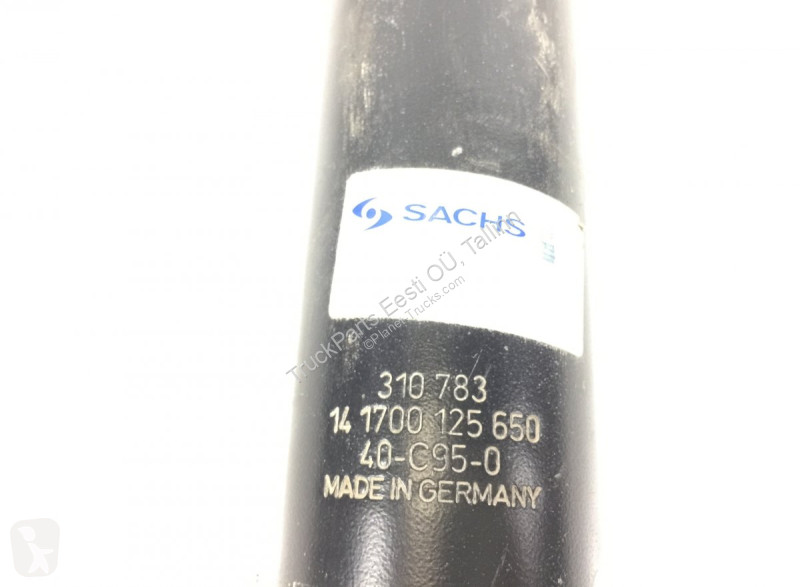 SACHS
TruckParts Eesti OÜ, Tallinn
©PlanetTrucks.com
310 783
14 1700 125 650
40-C95-0
MADE IN GERMANY